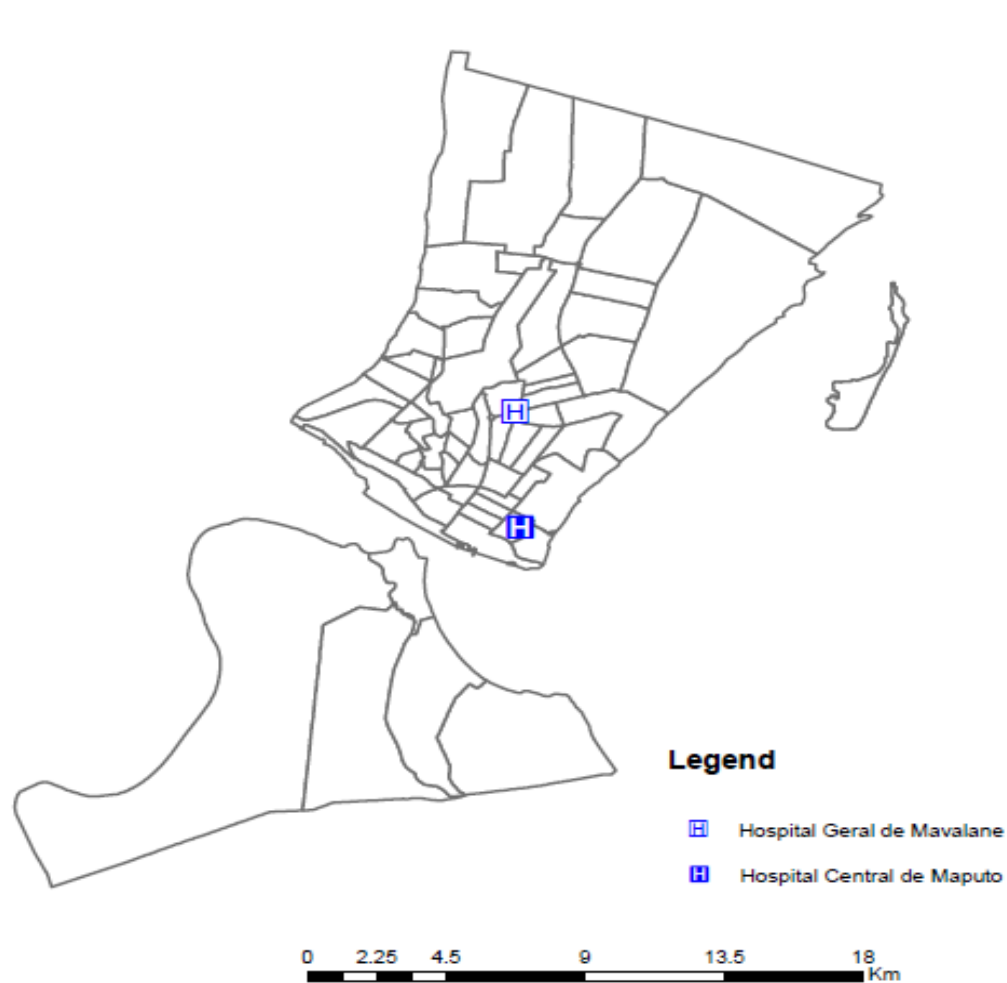 H
H
Legend
H Hospital Geral de Mavalane
H Hospital Central de Maputo
0 2.25 4.5 9 13.5 18
Km